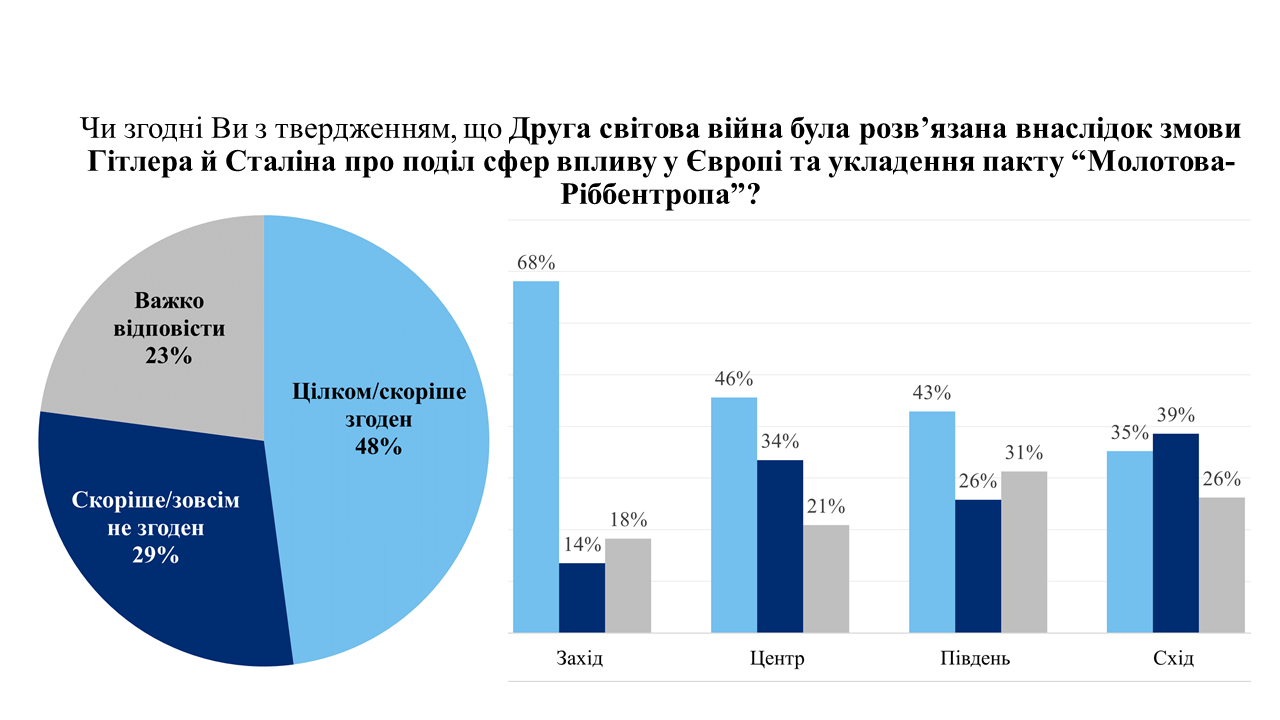 Чи згодні Ви з твердженням, що Друга світова війна була розв’язана внаслідок змови
Гітлера й Сталіна про поділ сфер впливу у Європі та укладення пакту “Молотова-
Ріббентропа”?
Важко
відповісти
23%
Цілком/скоріше
згоден
48%
Скоріше/зовсім
не згоден
29%
68%
14%
18%
46%
34%
21%
43%
26%
31%
35%
39%
26%
Захід
Центр
Південь
Схід